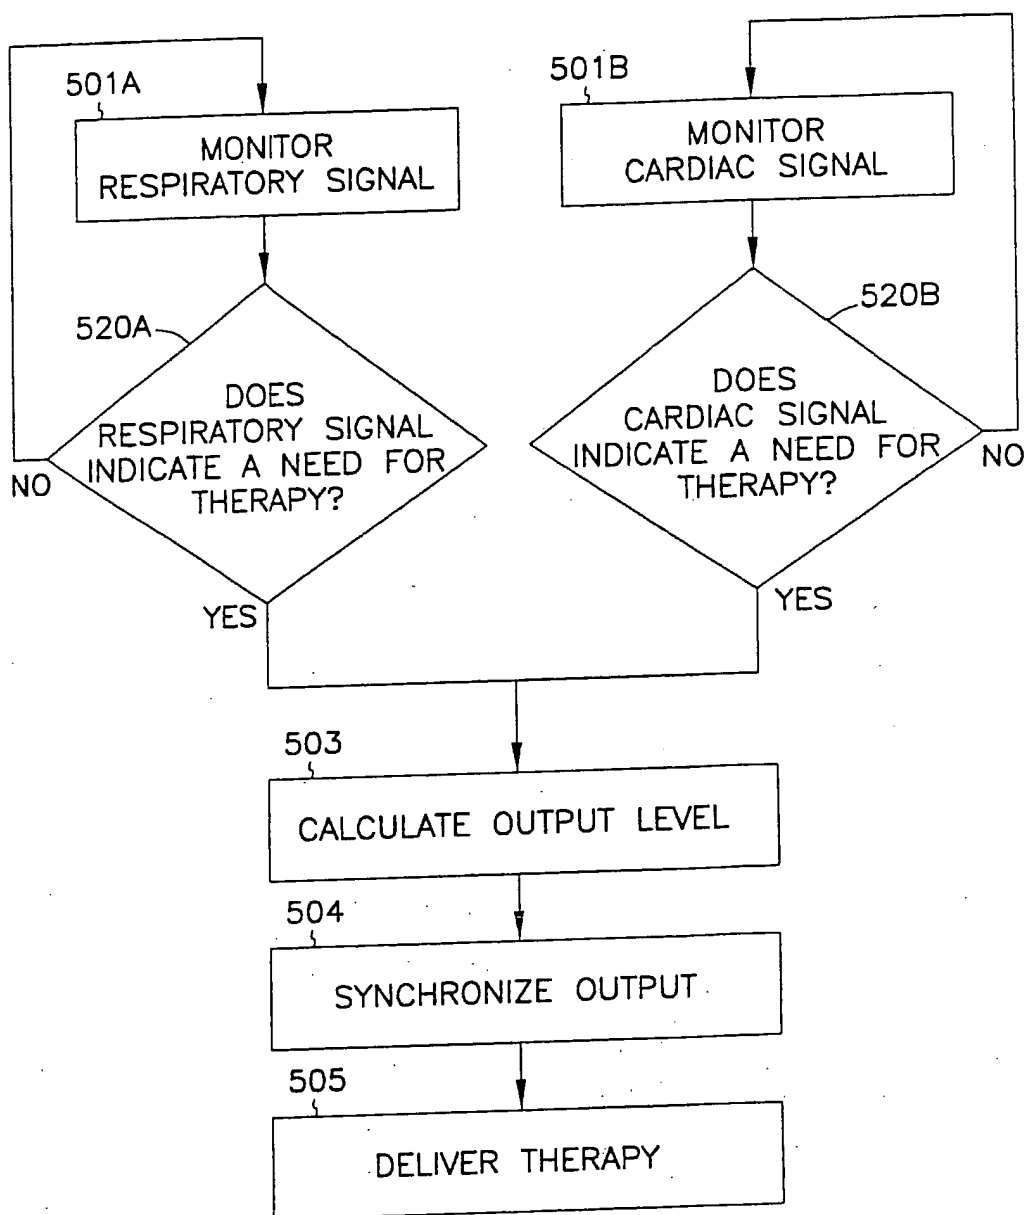 501A
MONITOR
RESPIRATORY SIGNAL
501B
MONITOR
CARDIAC SIGNAL
520A
DOES
RESPIRATORY SIGNAL
INDICATE A NEED FOR
THERAPY?
NO
YES
520B
DOES
CARDIAC SIGNAL
INDICATE A NEED FOR
THERAPY?
NO
YES
503
CALCULATE OUTPUT LEVEL
504
SYNCHRONIZE OUTPUT
505
DELIVER THERAPY